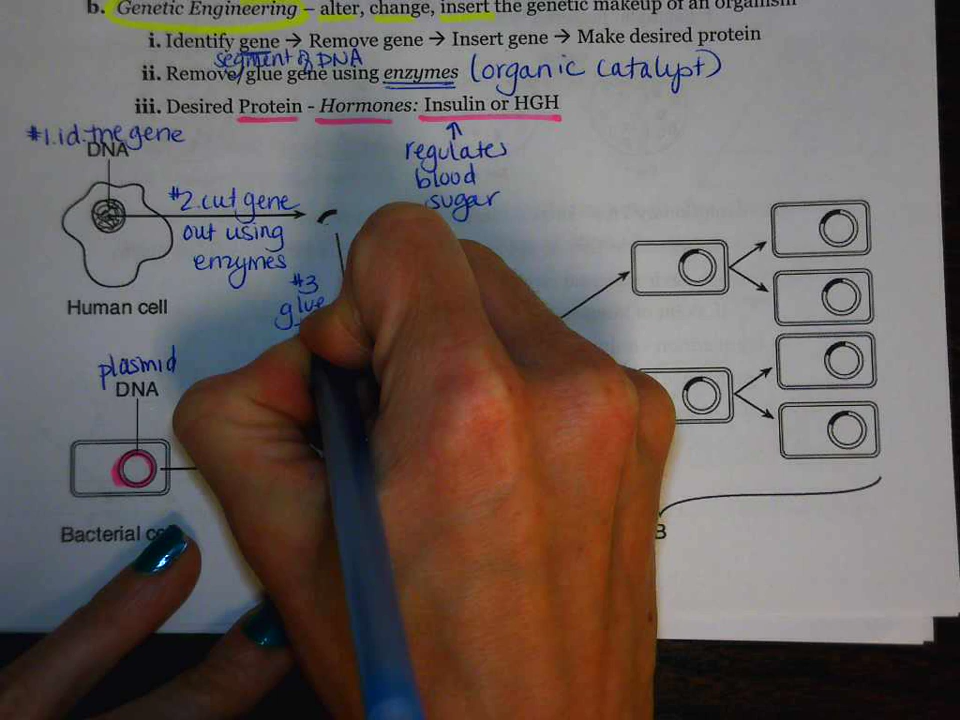 b. Genetic Engineering – alter, change, insert the genetic makeup of an organism
i. Identify gene → Remove gene → Insert gene → Make desired protein
segment of DNA
ii. Remove/glue gene using enzymes (organic catalyst)
iii. Desired Protein - Hormones: Insulin or HGH
#1. id. the gene
DNA
regulates
blood
sugar
#2. cut gene
out using
enzymes
Human cell
#3
glue
plasmid
DNA
Bacterial
B